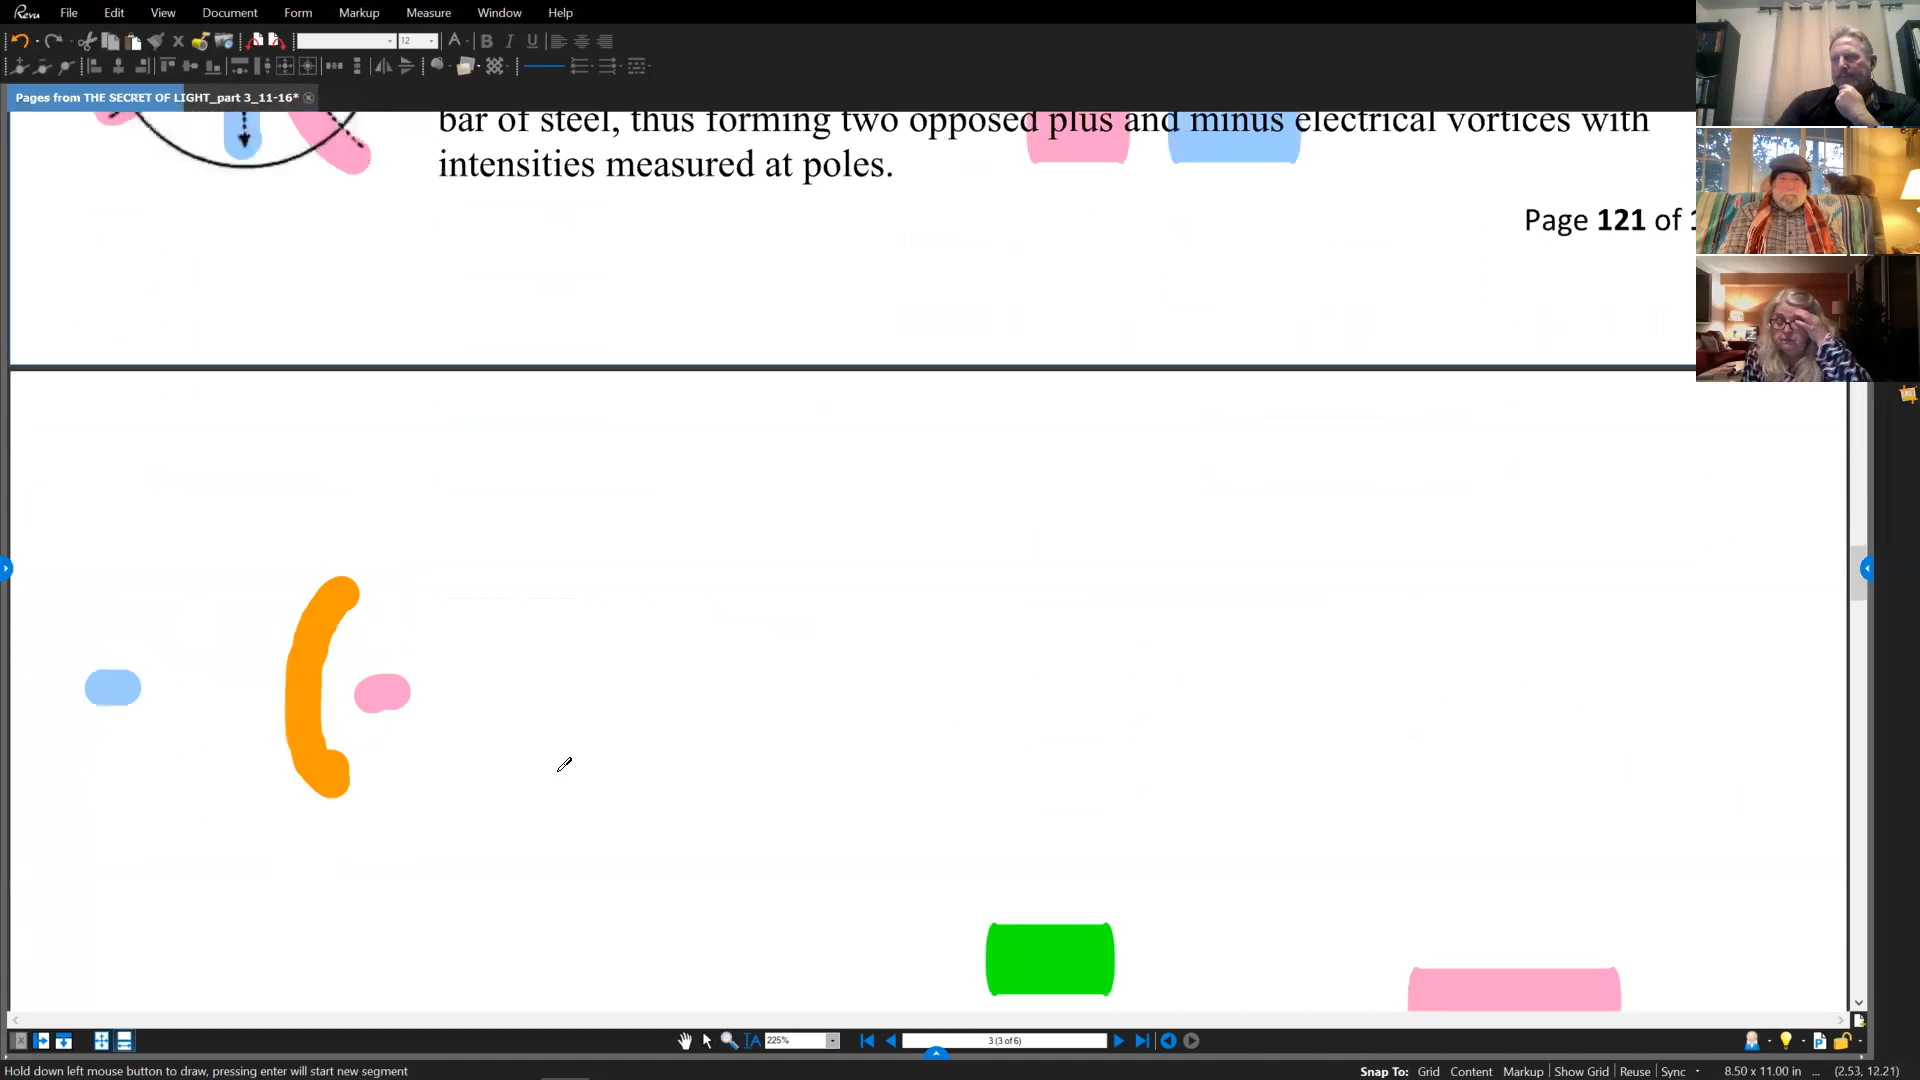 Revu File Edit View Document Form Markup Measure Window Help
12
Pages from THE SECRET OF LIGHT_part 3_11-16*
bar of steel, thus forming two opposed plus and minus electrical vortices with
intensities measured at poles.
Page 121 of
225%
3 (3 of 6)
Hold down left mouse button to draw, pressing enter will start new segment
Snap To: Grid Content Markup Show Grid Reuse Sync 8.50 x 11.00 in ... (2.53, 12.21)